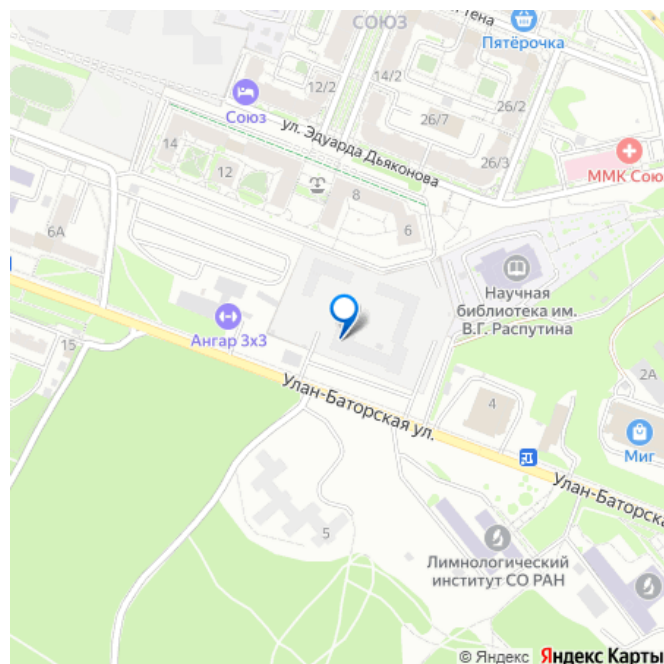 СОЮЗ
Пятёрочка
12/2
14/2
26/2
Союз
ул. Эдуарда Дьяконова
26/7
14
26/3
ММК Сою
12
8
6А
6
Научная
библиотека им.
В.Г. Распутина
Ангар 3х3
15
2А
Улан-Баторская ул.
4
Миг
Улан-Баторска
5
Лимнологический
институт СО РАН
© Яндекс Яндекс Карты